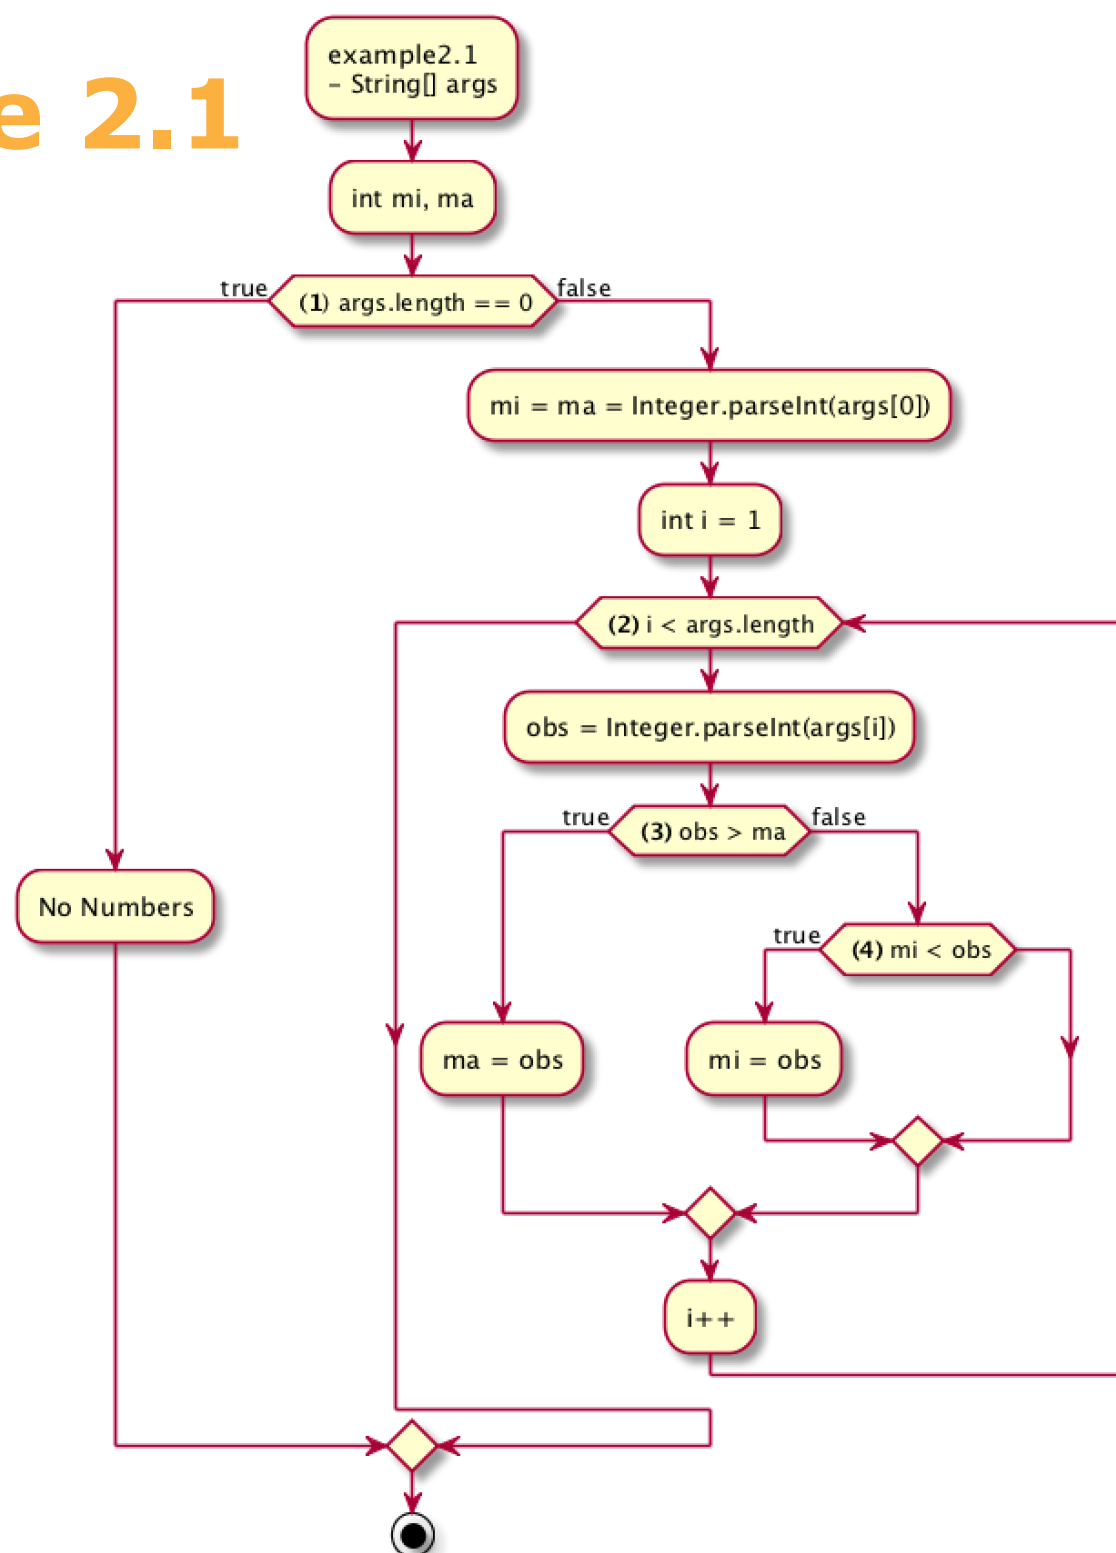 e 2.1
example2.1
- String[] args
int mi, ma
true
(1) args.length == 0
false
mi = ma = Integer.parseInt(args[0])
int i = 1
(2) i < args.length
obs = Integer.parseInt(args[i])
true
(3) obs > ma
false
No Numbers
true
(4) mi < obs
ma = obs
mi = obs
i++